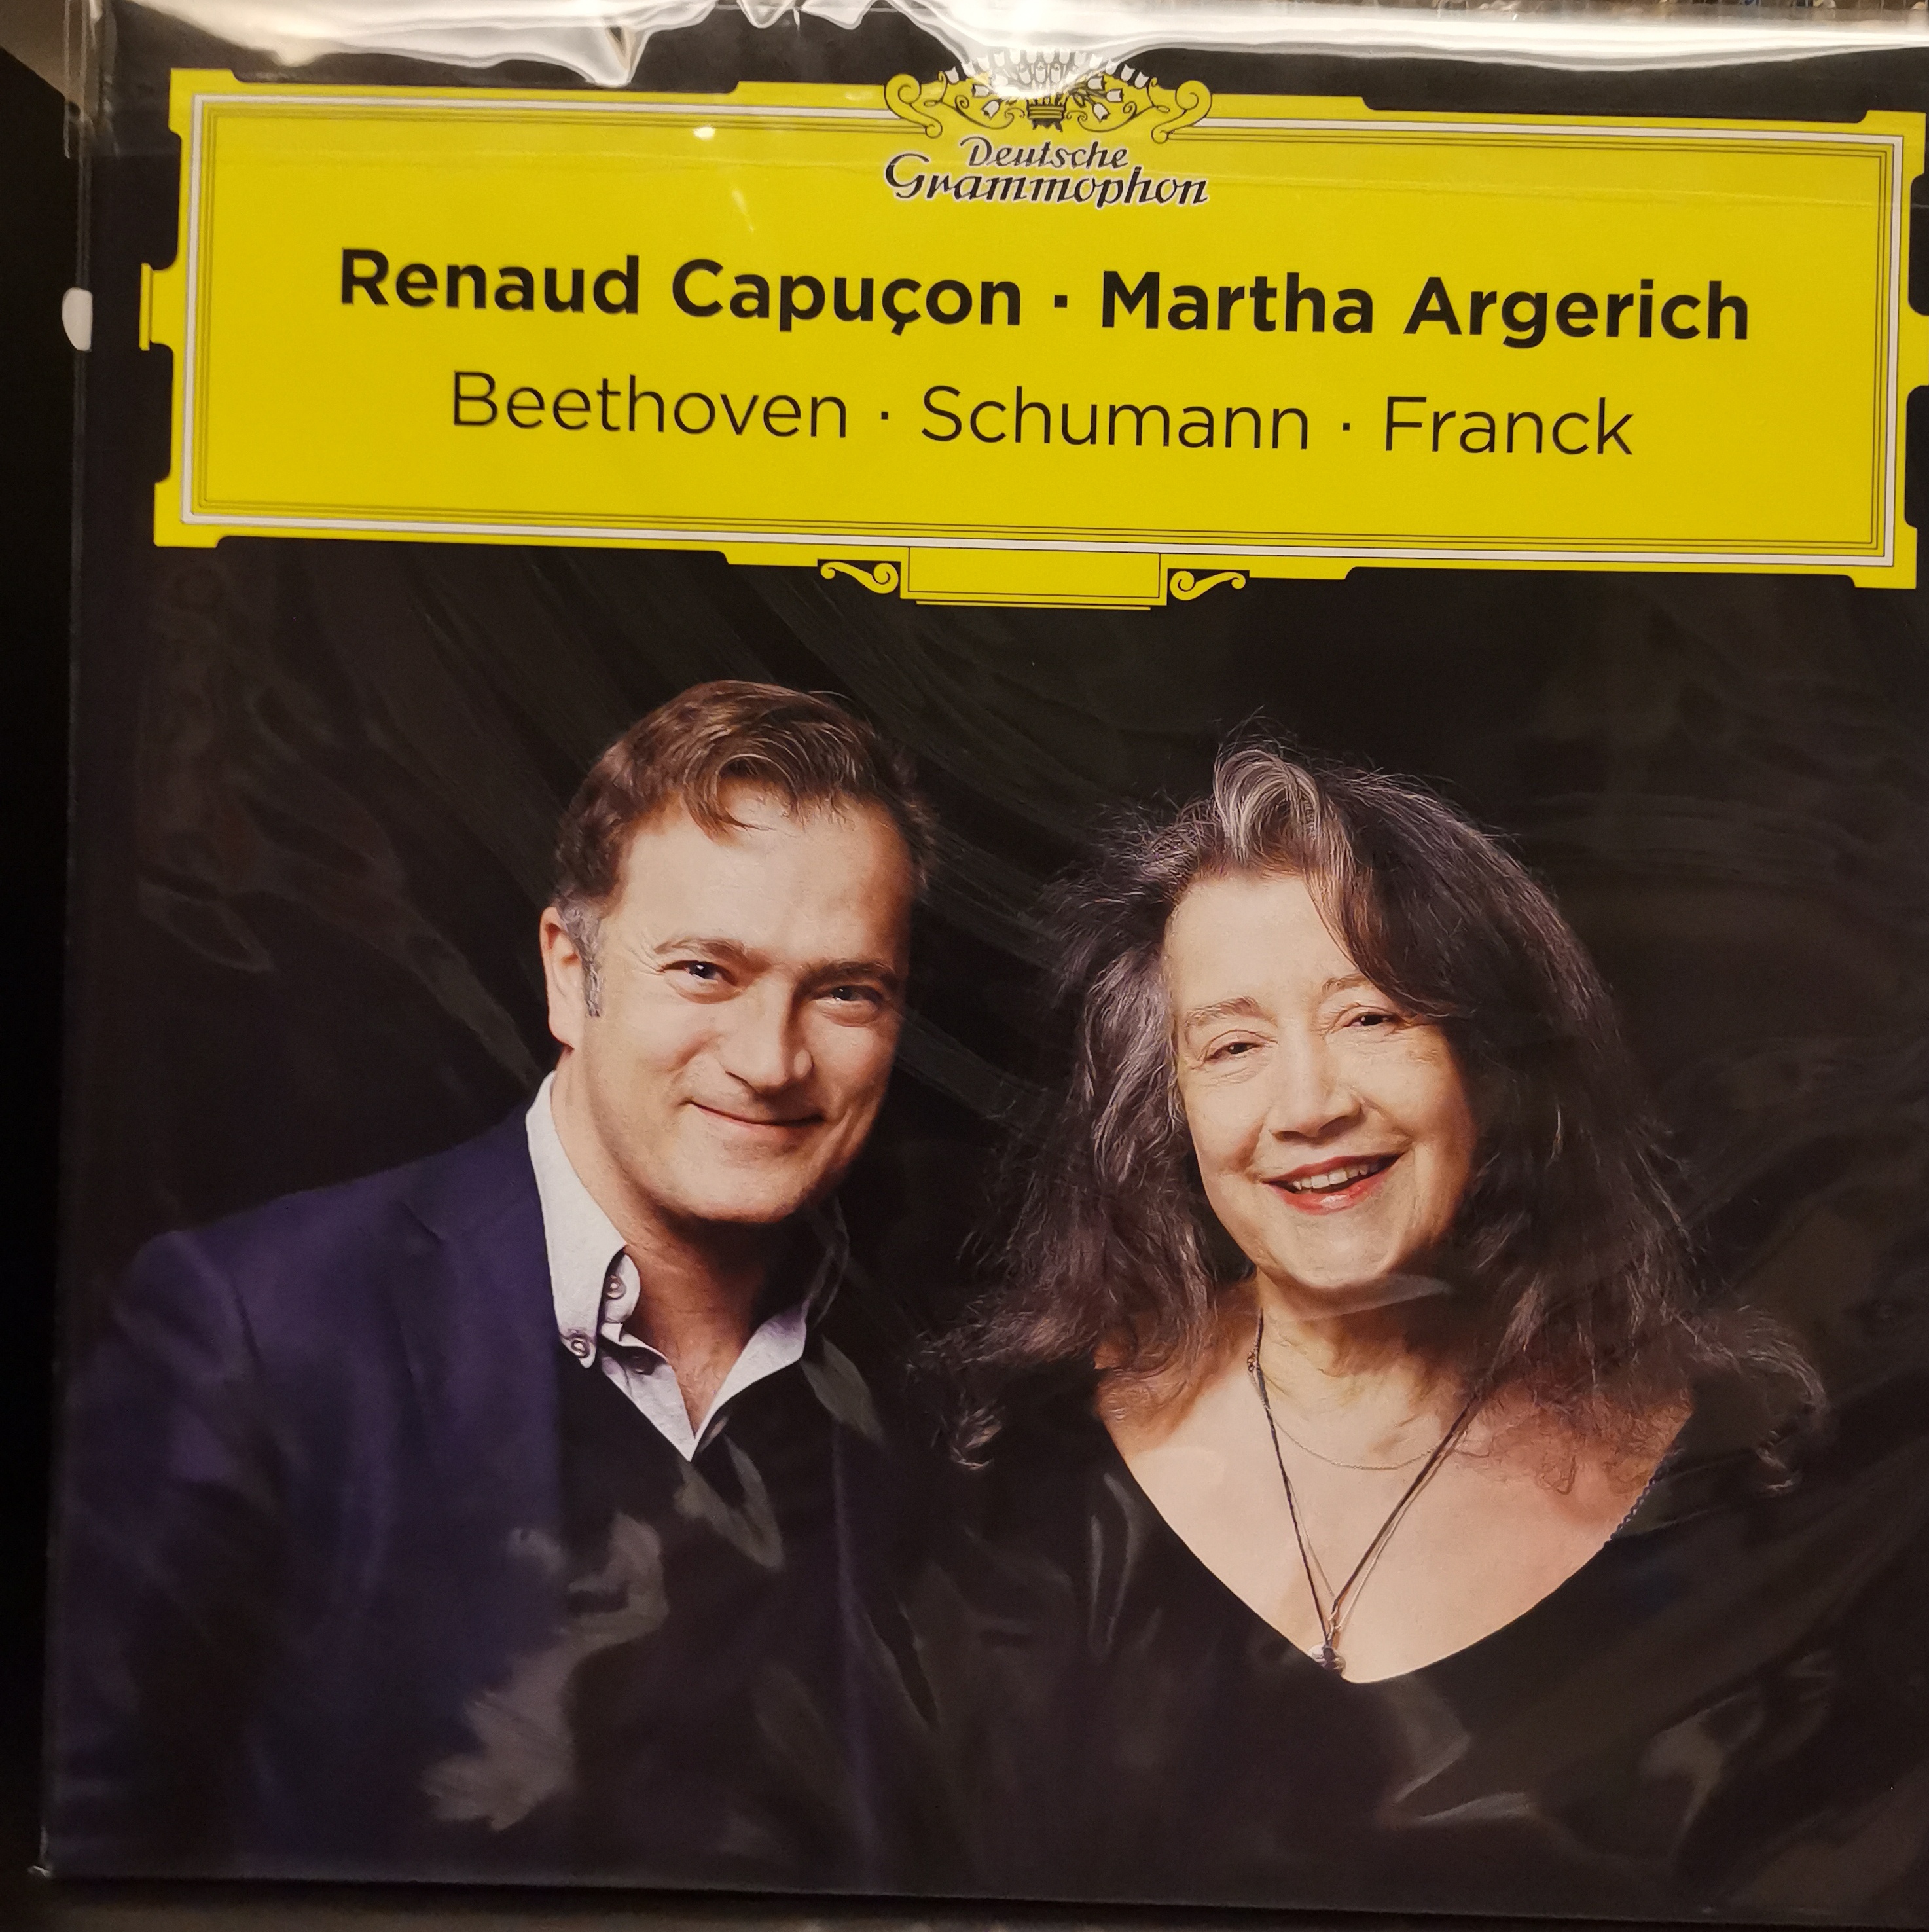 Deutsche
Grammophon
Renaud Capuçon · Martha Argerich
Beethoven · Schumann · Franck